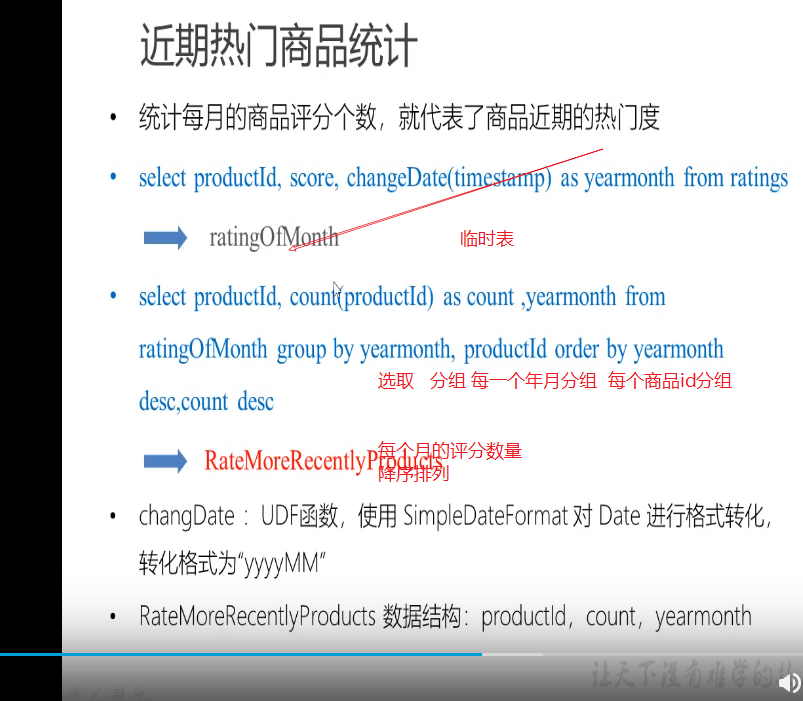 近期热门商品统计
• 统计每月的商品评分个数，就代表了商品近期的热门度
• select productId, score, changeDate(timestamp) as yearmonth from ratings
ratingOfMonth
临时表
• select productId, count(productId) as count ,yearmonth from
ratingOfMonth group by yearmonth, productId order by yearmonth
选取 分组 每一个年月分组 每个商品id分组
desc,count desc
每个月的评分数量
RateMoreRecentlyProducts
降序排列
• changDate：UDF函数，使用 SimpleDateFormat 对 Date 进行格式转化，
转化格式为“yyyyMM”
• RateMoreRecentlyProducts 数据结构：productId，count，yearmonth
让天下没有难学的技